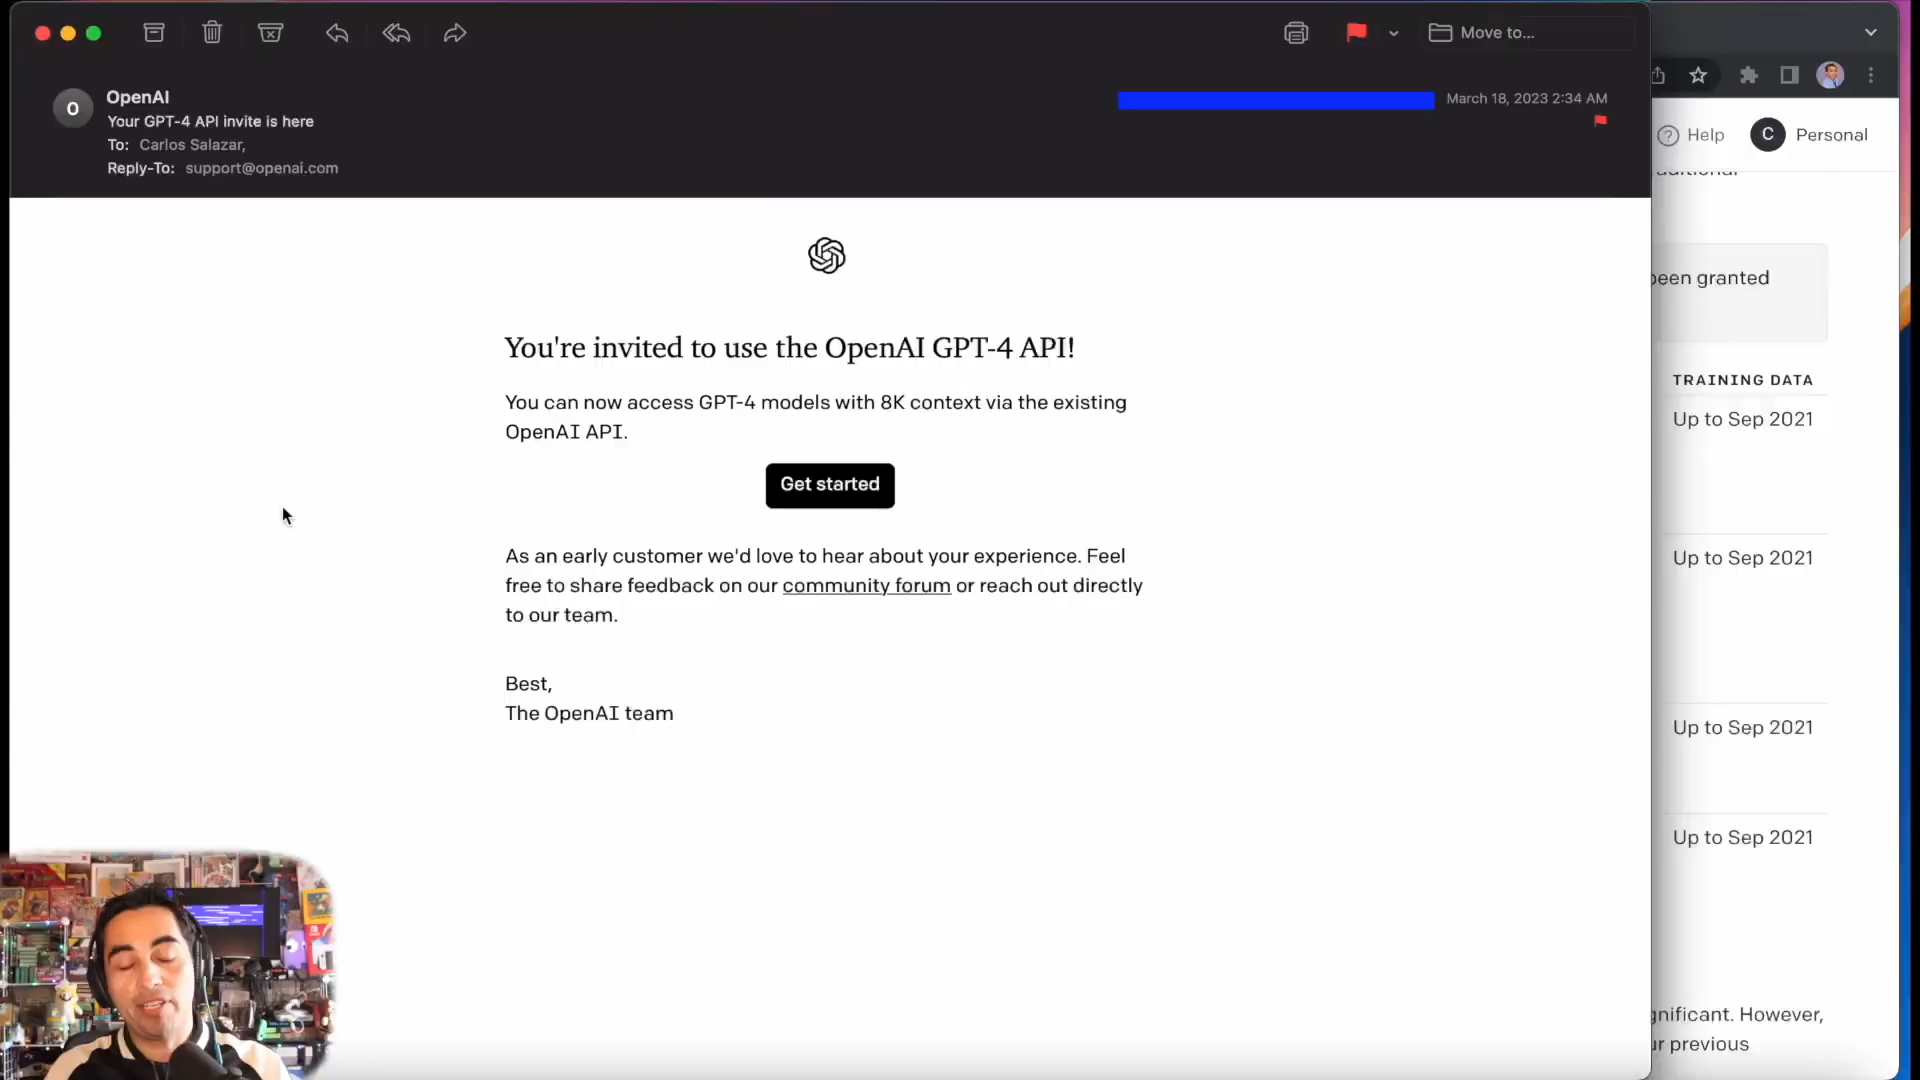 Move to...
O
OpenAI
March 18, 2023 2:34 AM
Your GPT-4 API invite is here
To: Carlos Salazar,
Reply-To: support@openai.com
You're invited to use the OpenAI GPT-4 API!
You can now access GPT-4 models with 8K context via the existing
OpenAI API.
Get started
As an early customer we'd love to hear about your experience. Feel
free to share feedback on our community forum or reach out directly
to our team.
Best,
The OpenAI team
Help
C
Personal
been granted
TRAINING DATA
Up to Sep 2021
Up to Sep 2021
Up to Sep 2021
Up to Sep 2021
gnificant. However,
ur previous